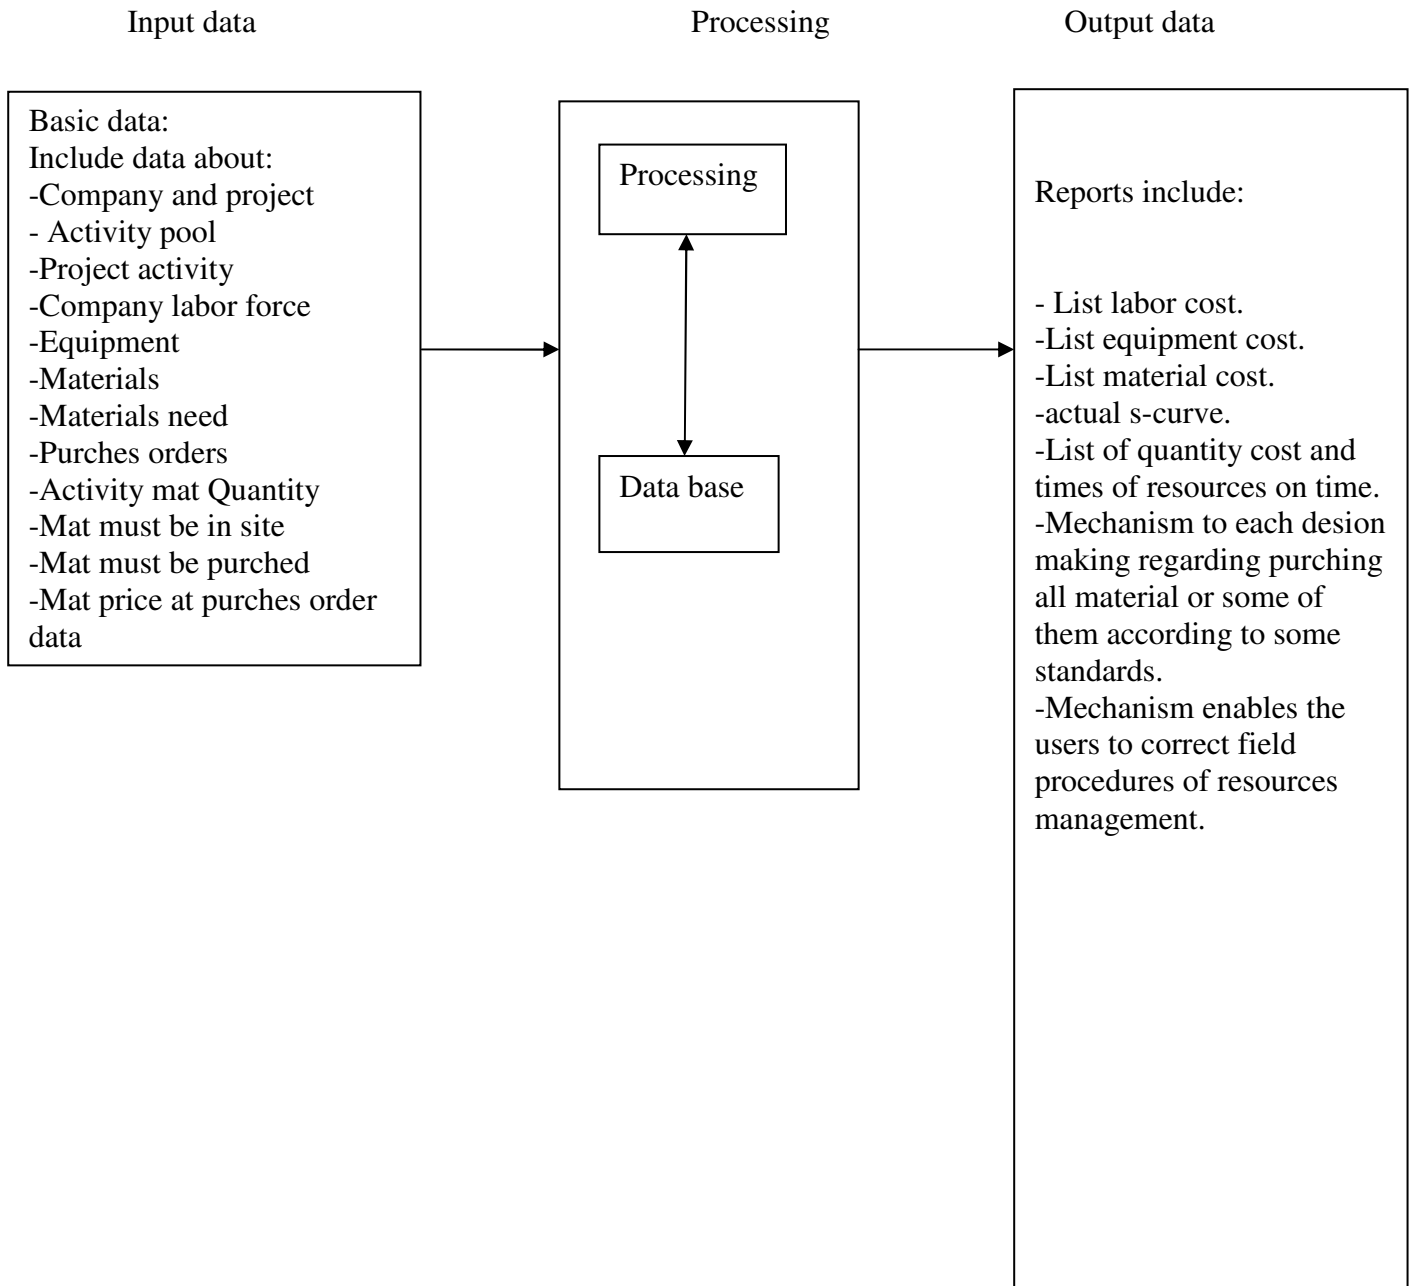 Input data
Processing
Output data
Basic data:
Include data about:
-Company and project
- Activity pool
-Project activity
-Company labor force
-Equipment
-Materials
-Materials need
-Purches orders
-Activity mat Quantity
-Mat must be in site
-Mat must be purched
-Mat price at purches order
data
Processing
Data base
Reports include:
- List labor cost.
-List equipment cost.
-List material cost.
-actual s-curve.
-List of quantity cost and
times of resources on time.
-Mechanism to each desion
making regarding purching
all material or some of
them according to some
standards.
-Mechanism enables the
users to correct field
procedures of resources
management.